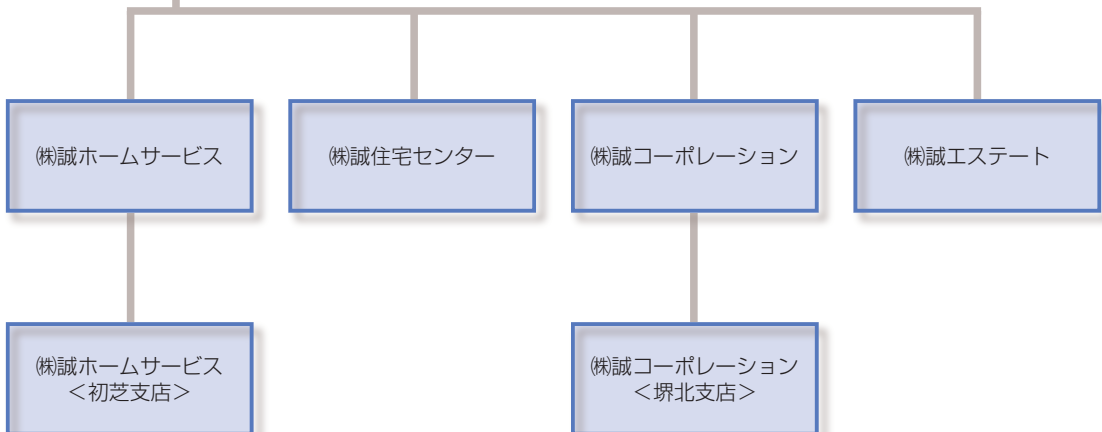 ㈱誠ホームサービス
㈱誠住宅センター
㈱誠コーポレーション
㈱誠エステート
㈱誠ホームサービス
＜初芝支店＞
㈱誠コーポレーション
＜堺北支店＞